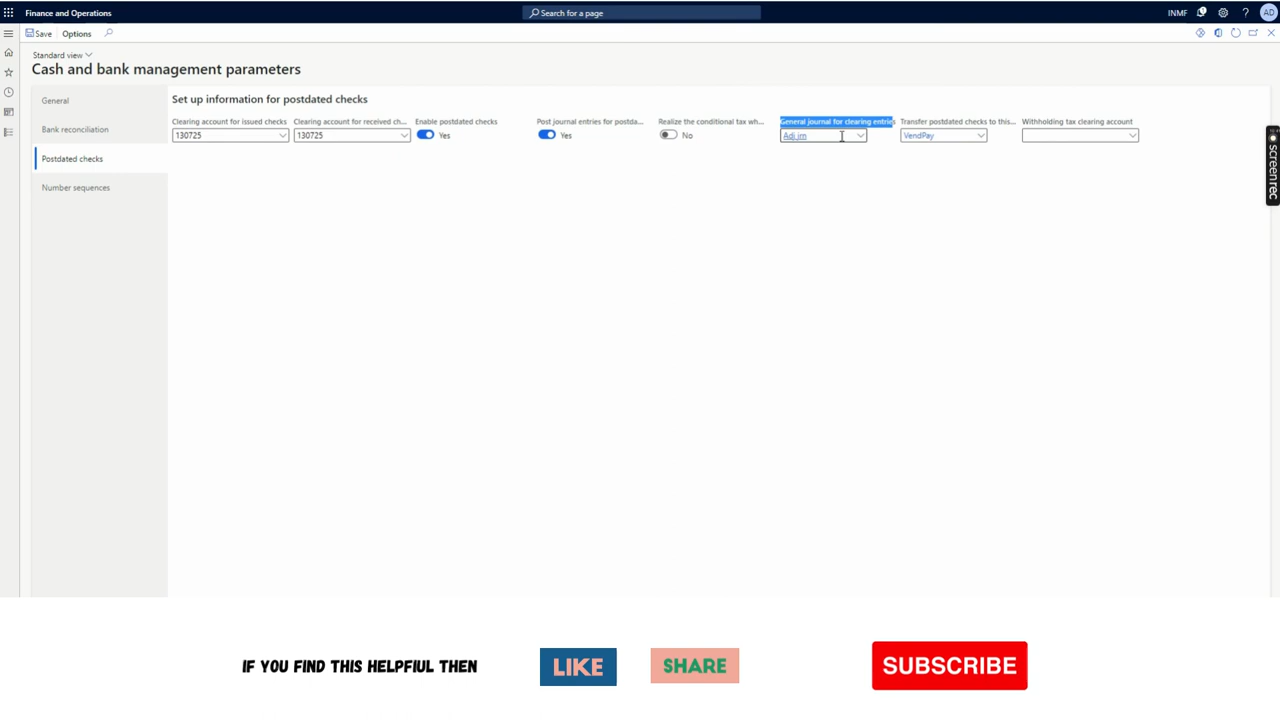 Finance and Operations
Search for a page
INMF
AD
Save
Options
Standard view
Cash and bank management parameters
General
Bank reconciliation
Postdated checks
Number sequences
Set up information for postdated checks
Clearing account for issued checks
130725
Clearing account for received ch...
130725
Enable postdated checks
Yes
Post journal entries for postda...
Yes
Realize the conditional tax wh...
No
General journal for clearing entries
Adj jrn
Transfer postdated checks to this...
VendPay
Withholding tax clearing account
screenrec
IF YOU FIND THIS HELPFIUL THEN
LIKE
SHARE
SUBSCRIBE